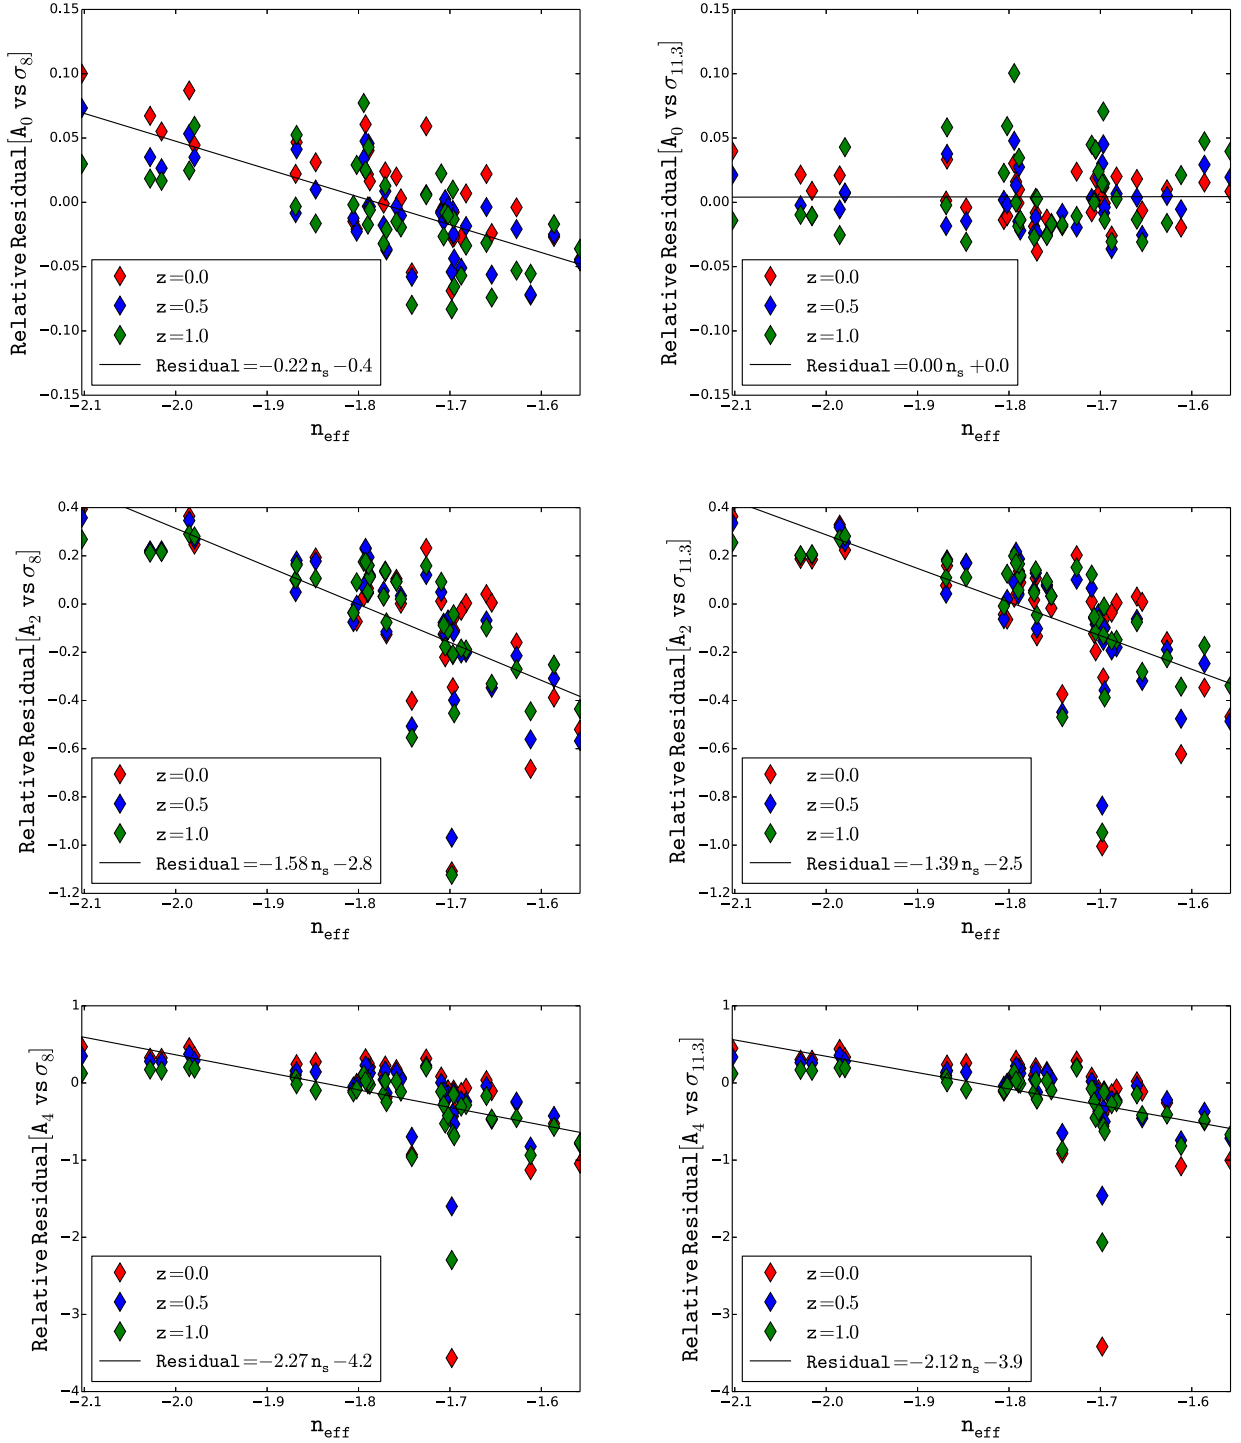 0.15
0.10
0.05
0.00
−0.05
−0.10
−0.15
Relative Residual[A₀ vs σ₈]
z=0.0
z=0.5
z=1.0
Residual=−0.22 nₛ −0.4
−2.1 −2.0 −1.9 −1.8 −1.7 −1.6
n_eff
0.15
0.10
0.05
0.00
−0.05
−0.10
−0.15
Relative Residual[A₀ vs σ₁₁.₃]
z=0.0
z=0.5
z=1.0
Residual=0.00 nₛ +0.0
−2.1 −2.0 −1.9 −1.8 −1.7 −1.6
n_eff
0.4
0.2
0.0
−0.2
−0.4
−0.6
−0.8
−1.0
−1.2
Relative Residual[A₂ vs σ₈]
z=0.0
z=0.5
z=1.0
Residual=−1.58 nₛ −2.8
−2.1 −2.0 −1.9 −1.8 −1.7 −1.6
n_eff
0.4
0.2
0.0
−0.2
−0.4
−0.6
−0.8
−1.0
−1.2
Relative Residual[A₂ vs σ₁₁.₃]
z=0.0
z=0.5
z=1.0
Residual=−1.39 nₛ −2.5
−2.1 −2.0 −1.9 −1.8 −1.7 −1.6
n_eff
1
0
−1
−2
−3
−4
Relative Residual[A₄ vs σ₈]
z=0.0
z=0.5
z=1.0
Residual=−2.27 nₛ −4.2
−2.1 −2.0 −1.9 −1.8 −1.7 −1.6
n_eff
1
0
−1
−2
−3
−4
Relative Residual[A₄ vs σ₁₁.₃]
z=0.0
z=0.5
z=1.0
Residual=−2.12 nₛ −3.9
−2.1 −2.0 −1.9 −1.8 −1.7 −1.6
n_eff